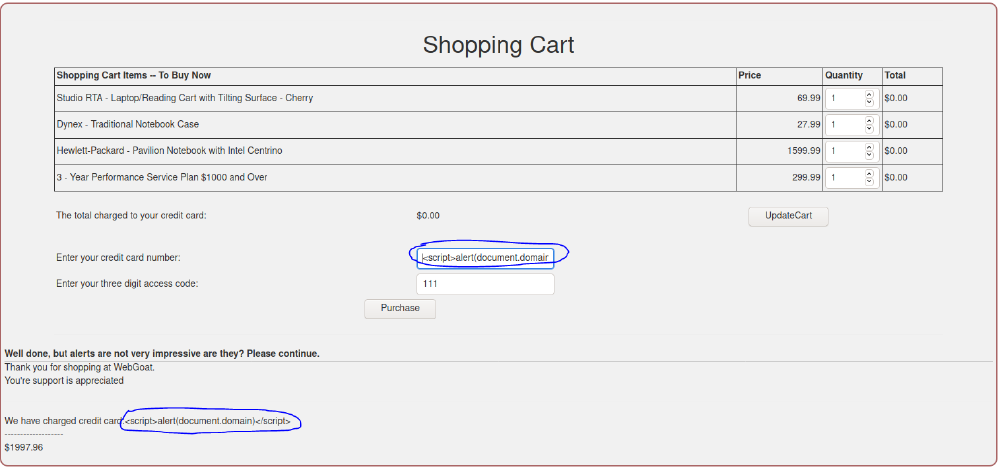 Shopping Cart
Shopping Cart Items -- To Buy Now Price Quantity Total
Studio RTA - Laptop/Reading Cart with Tilting Surface - Cherry 69.99 1 $0.00
Dynex - Traditional Notebook Case 27.99 1 $0.00
Hewlett-Packard - Pavilion Notebook with Intel Centrino 1599.99 1 $0.00
3 - Year Performance Service Plan $1000 and Over 299.99 1 $0.00
The total charged to your credit card: $0.00 UpdateCart
Enter your credit card number: <script>alert(document.domain
Enter your three digit access code: 111
Purchase
Well done, but alerts are not very impressive are they? Please continue.
Thank you for shopping at WebGoat.
You're support is appreciated
We have charged credit card:<script>alert(document.domain)</script>
-------------------
$1997.96